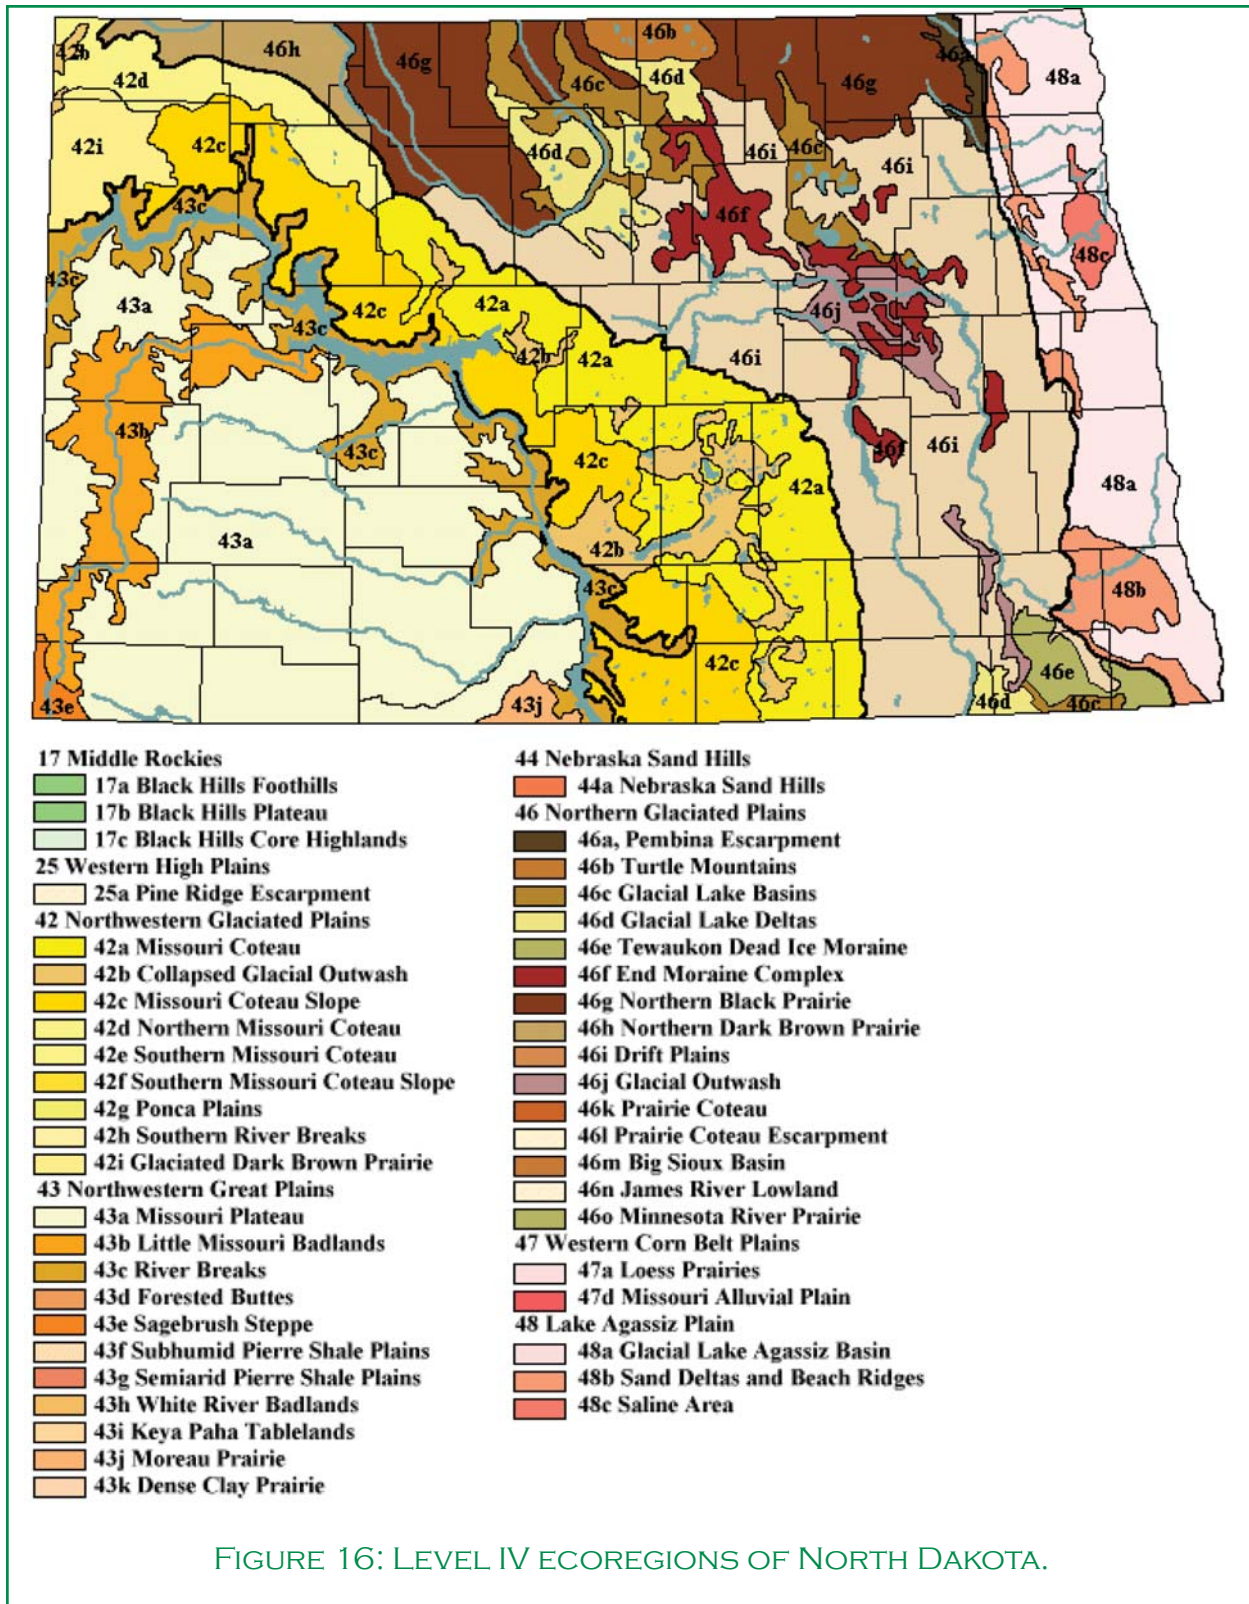 42b
46h
46g
46c
46b
46d
46g
46a
48a
42d
42i
42c
46d
46i
46c
46i
43c
46f
48c
43c
43a
42c
43c
42a
42b
42a
46j
46i
43b
43c
42c
42a
46f
46i
48a
43a
42b
43c
48b
42c
46e
43e
43j
46d
46c
17 Middle Rockies
17a Black Hills Foothills
17b Black Hills Plateau
17c Black Hills Core Highlands
25 Western High Plains
25a Pine Ridge Escarpment
42 Northwestern Glaciated Plains
42a Missouri Coteau
42b Collapsed Glacial Outwash
42c Missouri Coteau Slope
42d Northern Missouri Coteau
42e Southern Missouri Coteau
42f Southern Missouri Coteau Slope
42g Ponca Plains
42h Southern River Breaks
42i Glaciated Dark Brown Prairie
43 Northwestern Great Plains
43a Missouri Plateau
43b Little Missouri Badlands
43c River Breaks
43d Forested Buttes
43e Sagebrush Steppe
43f Subhumid Pierre Shale Plains
43g Semiarid Pierre Shale Plains
43h White River Badlands
43i Keya Paha Tablelands
43j Moreau Prairie
43k Dense Clay Prairie
44 Nebraska Sand Hills
44a Nebraska Sand Hills
46 Northern Glaciated Plains
46a, Pembina Escarpment
46b Turtle Mountains
46c Glacial Lake Basins
46d Glacial Lake Deltas
46e Tewaukon Dead Ice Moraine
46f End Moraine Complex
46g Northern Black Prairie
46h Northern Dark Brown Prairie
46i Drift Plains
46j Glacial Outwash
46k Prairie Coteau
46l Prairie Coteau Escarpment
46m Big Sioux Basin
46n James River Lowland
46o Minnesota River Prairie
47 Western Corn Belt Plains
47a Loess Prairies
47d Missouri Alluvial Plain
48 Lake Agassiz Plain
48a Glacial Lake Agassiz Basin
48b Sand Deltas and Beach Ridges
48c Saline Area
Figure 16: Level IV ecoregions of North Dakota.